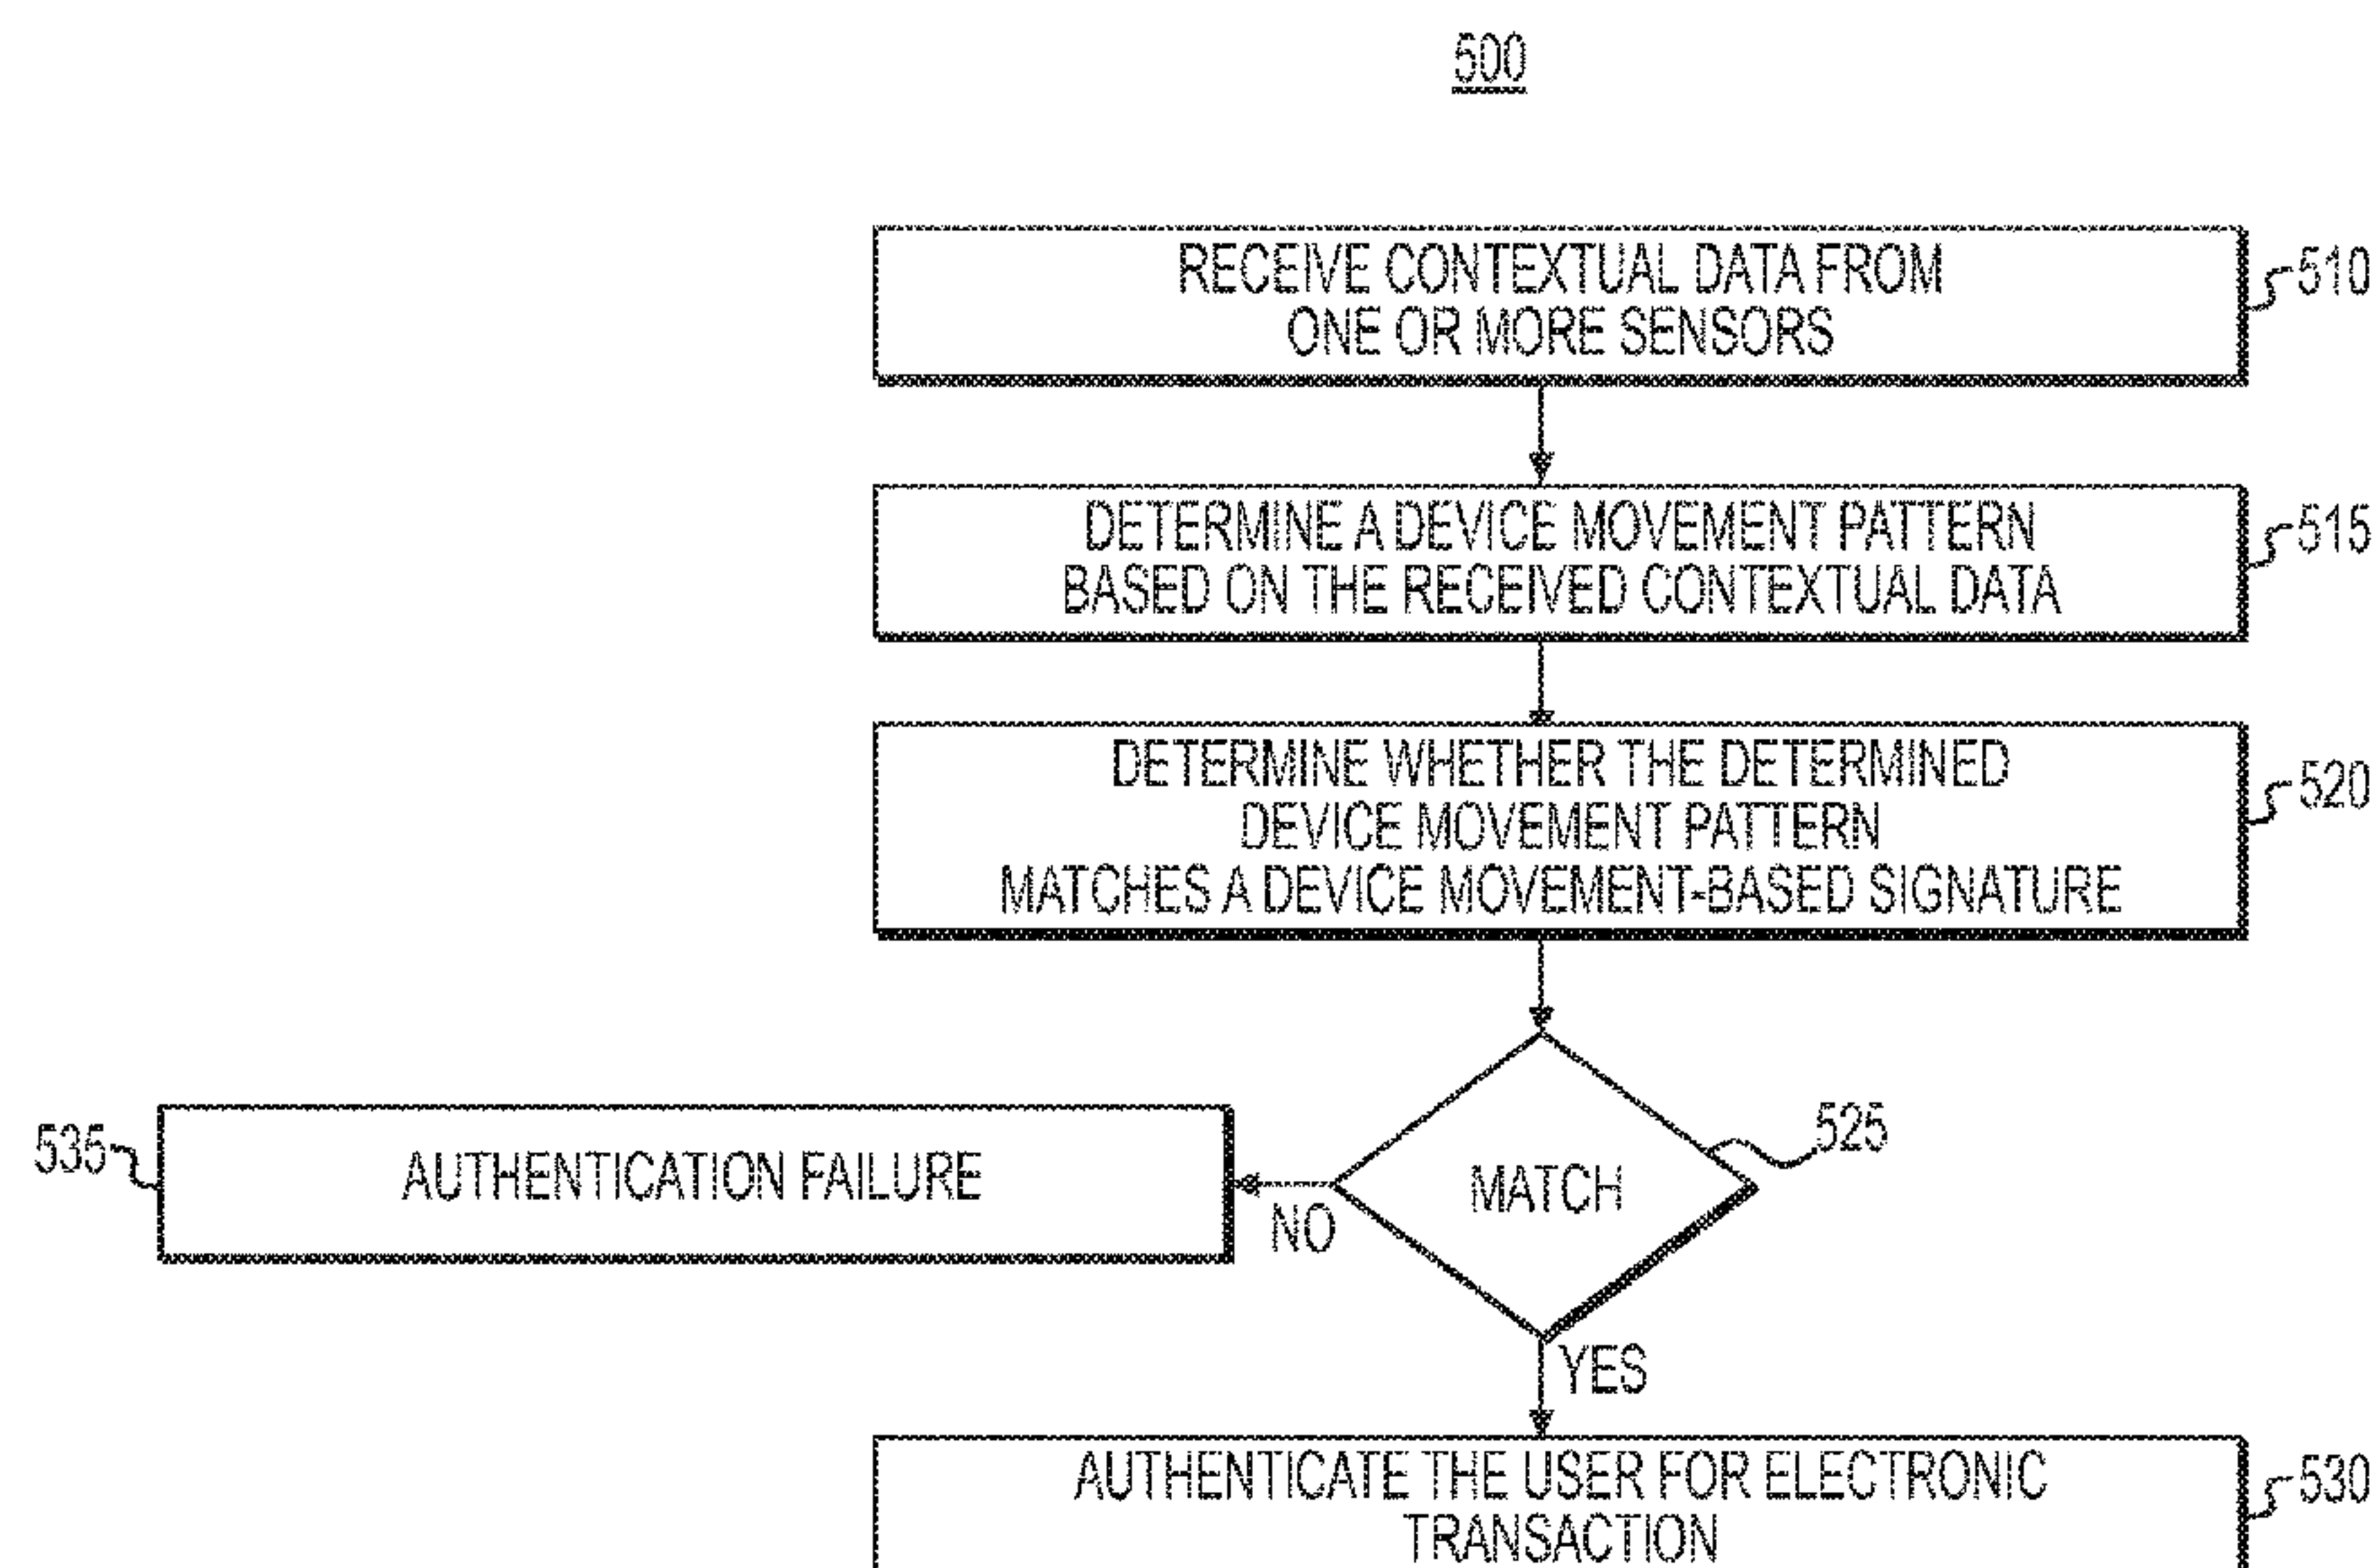 500
RECEIVE CONTEXTUAL DATA FROM
ONE OR MORE SENSORS
510
DETERMINE A DEVICE MOVEMENT PATTERN
BASED ON THE RECEIVED CONTEXTUAL DATA
515
DETERMINE WHETHER THE DETERMINED
DEVICE MOVEMENT PATTERN
MATCHES A DEVICE MOVEMENT-BASED SIGNATURE
520
535
AUTHENTICATION FAILURE
NO
MATCH
525
YES
AUTHENTICATE THE USER FOR ELECTRONIC
TRANSACTION
530